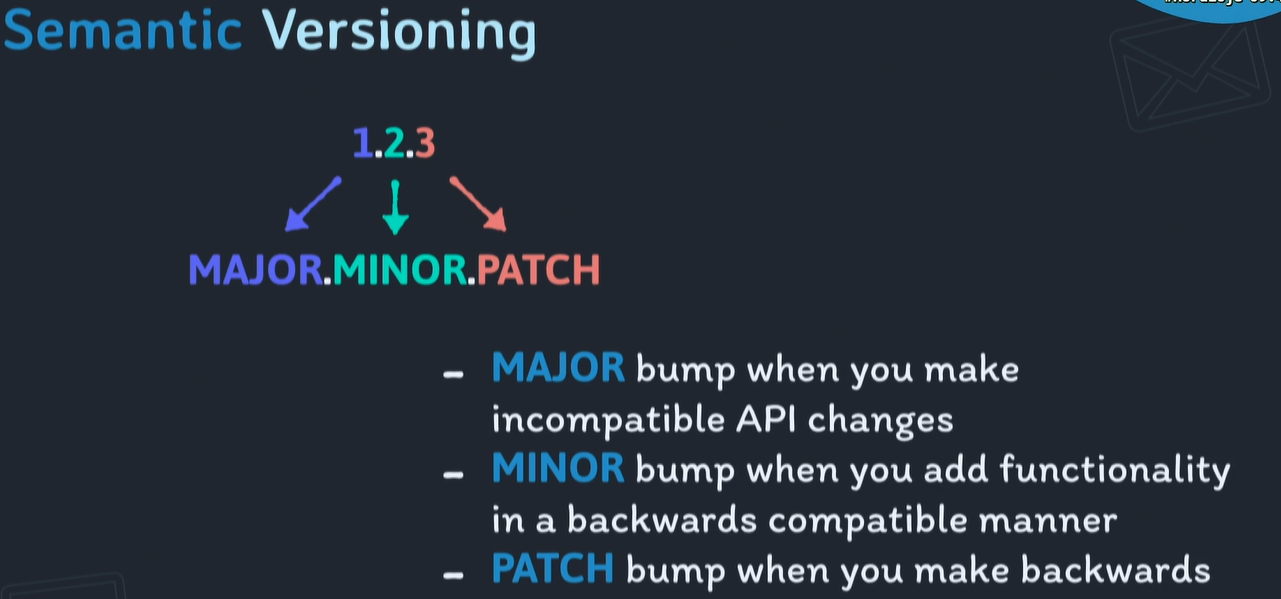 Semantic Versioning
1.2.3
MAJOR.MINOR.PATCH
- MAJOR bump when you make
incompatible API changes
- MINOR bump when you add functionality
in a backwards compatible manner
- PATCH bump when you make backwards